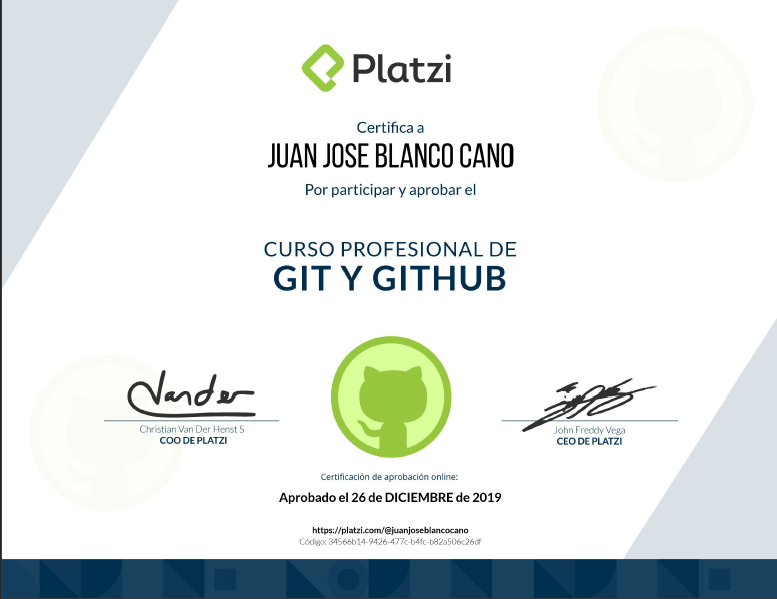 Platzi
Certifica a
JUAN JOSE BLANCO CANO
Por participar y aprobar el
CURSO PROFESIONAL DE
GIT Y GITHUB
Vander
Christian Van Der Henst S
COO DE PLATZI
John Freddy Vega
CEO DE PLATZI
Certificación de aprobación online:
Aprobado el 26 de DICIEMBRE de 2019
https://platzi.com/@juanjoseblancocano
Código: 34566b14-9426-477c-b4fc-b82a506c26df